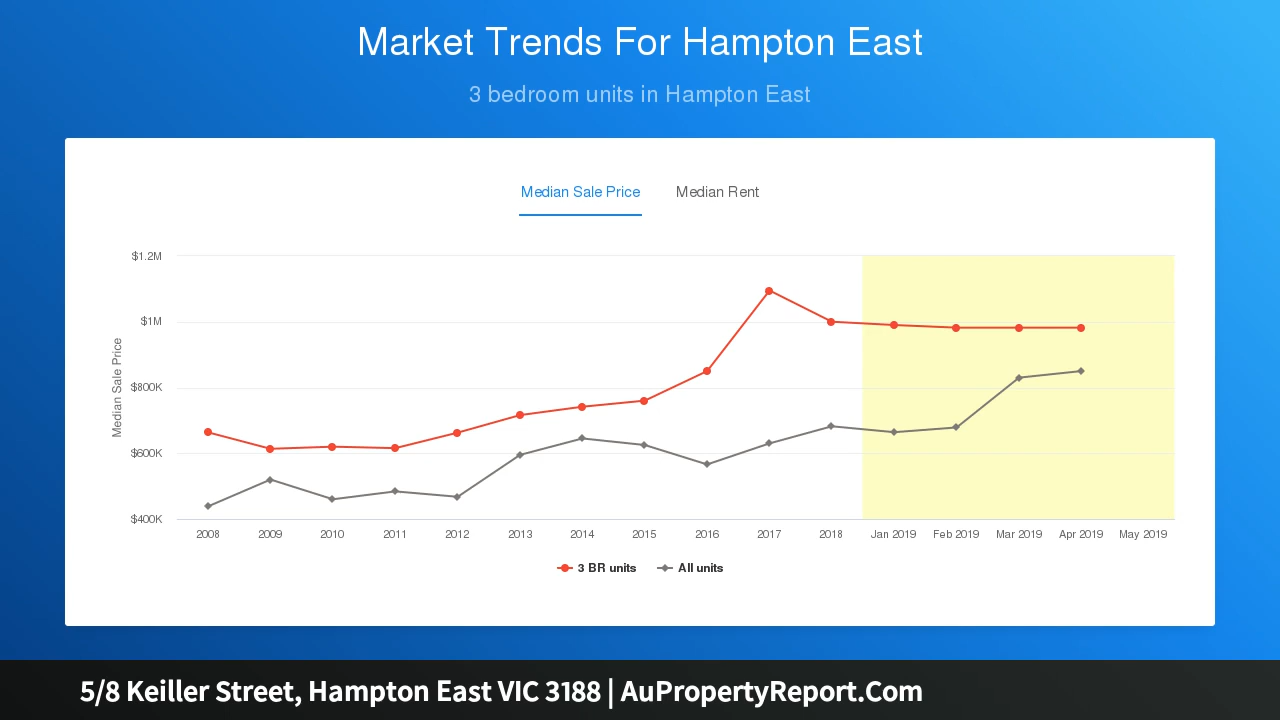 Market Trends For Hampton East
3 bedroom units in Hampton East
Median Sale Price Median Rent
$1.2M
$1M
$800K
$600K
$400K
Median Sale Price
2008 2009 2010 2011 2012 2013 2014 2015 2016 2017 2018 Jan 2019 Feb 2019 Mar 2019 Apr 2019 May 2019
3 BR units All units
5/8 Keiller Street, Hampton East VIC 3188 | AuPropertyReport.Com